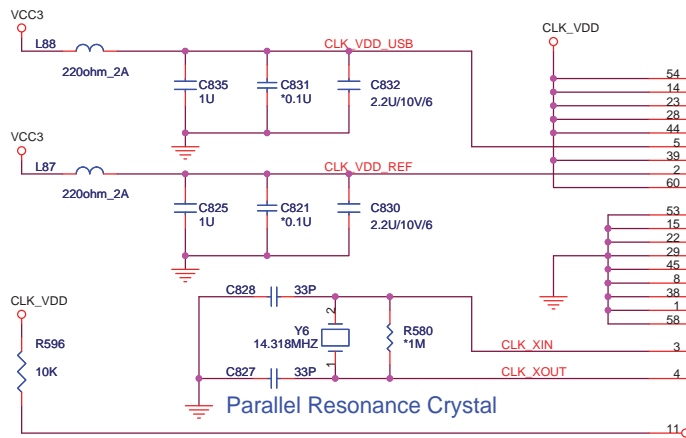 VCC3
L88
220ohm_2A
CLK_VDD_USB
C835
1U
C831
*0.1U
C832
2.2U/10V/6
VCC3
L87
220ohm_2A
CLK_VDD_REF
C825
1U
C821
*0.1U
C830
2.2U/10V/6
CLK_VDD
54
14
23
28
44
5
39
2
60
53
15
22
29
45
8
38
1
58
CLK_VDD
R596
10K
C828
33P
2
Y6
14.318MHZ
1
R580
*1M
C827
33P
CLK_XIN
3
CLK_XOUT
4
Parallel Resonance Crystal
11